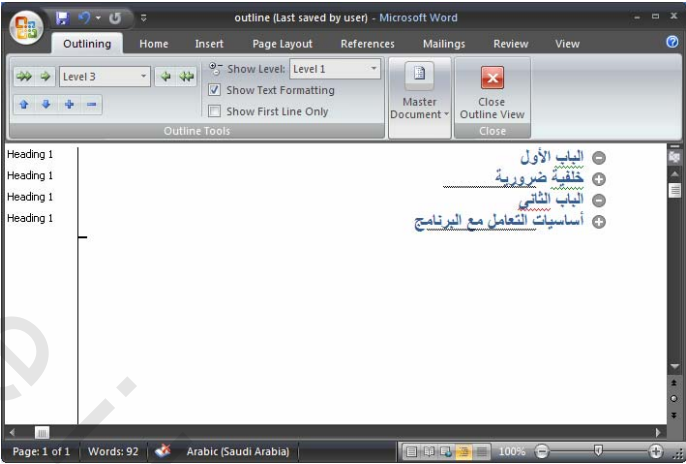 outline (Last saved by user) - Microsoft Word
Outlining Home Insert Page Layout References Mailings Review View
Level 3
Show Level: Level 1
Show Text Formatting
Show First Line Only
Master Document
Close Outline View
Outline Tools
Close
Heading 1 الباب الأول
Heading 1 خلفية ضرورية
Heading 1 الباب الثاني
Heading 1 أساسيات التعامل مع البرنامج
Page: 1 of 1 Words: 92 Arabic (Saudi Arabia) 100%